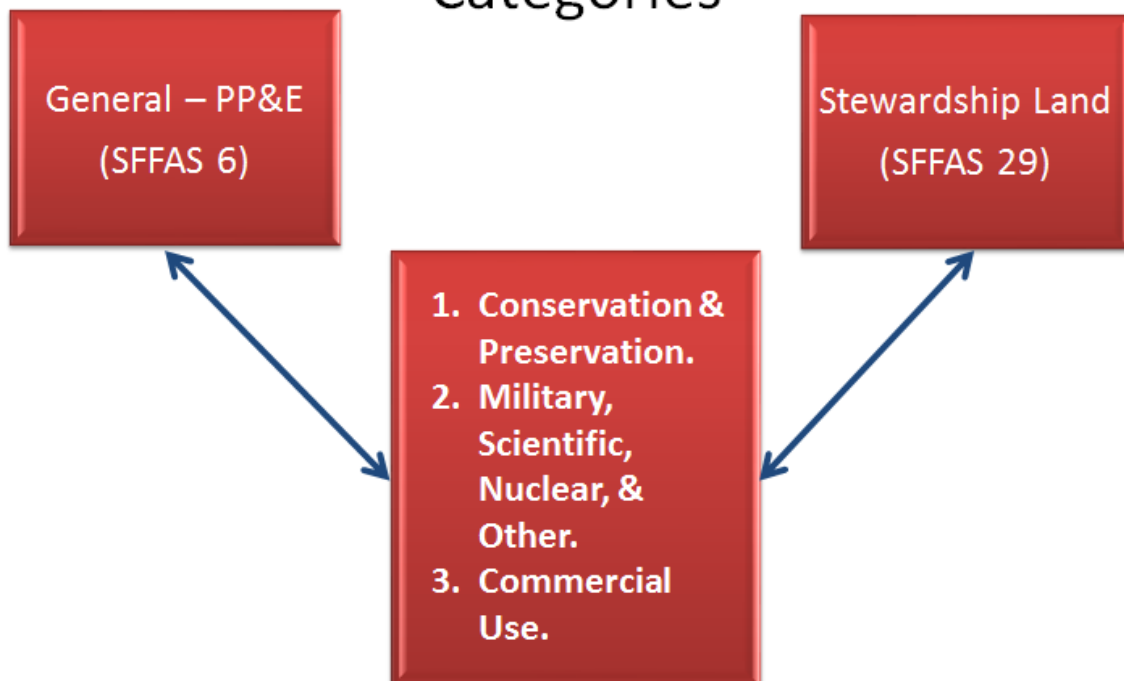 Categories
General – PP&E
(SFFAS 6)
Stewardship Land
(SFFAS 29)
1. Conservation &
Preservation.
2. Military,
Scientific,
Nuclear, &
Other.
3. Commercial
Use.